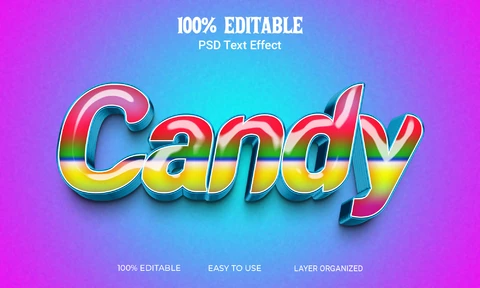 100% EDITABLE
PSD Text Effect
Candy
100% EDITABLE EASY TO USE LAYER ORGANIZED